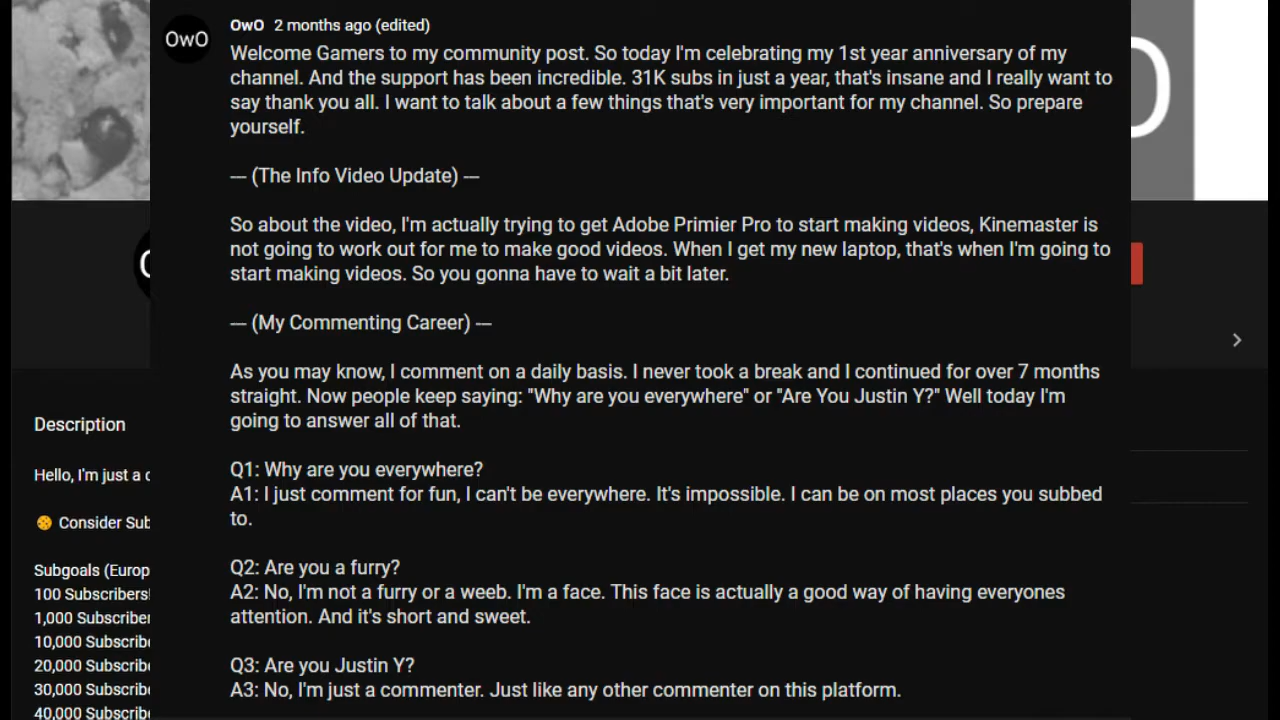 OwO 2 months ago (edited)
OwO
Welcome Gamers to my community post. So today I'm celebrating my 1st year anniversary of my
channel. And the support has been incredible. 31K subs in just a year, that's insane and I really want to
say thank you all. I want to talk about a few things that's very important for my channel. So prepare
yourself.
--- (The Info Video Update) ---
So about the video, I'm actually trying to get Adobe Primier Pro to start making videos, Kinemaster is
not going to work out for me to make good videos. When I get my new laptop, that's when I'm going to
start making videos. So you gonna have to wait a bit later.
--- (My Commenting Career) ---
As you may know, I comment on a daily basis. I never took a break and I continued for over 7 months
straight. Now people keep saying: "Why are you everywhere" or "Are You Justin Y?" Well today I'm
going to answer all of that.
Q1: Why are you everywhere?
A1: I just comment for fun, I can't be everywhere. It's impossible. I can be on most places you subbed
to.
Q2: Are you a furry?
A2: No, I'm not a furry or a weeb. I'm a face. This face is actually a good way of having everyones
attention. And it's short and sweet.
Q3: Are you Justin Y?
A3: No, I'm just a commenter. Just like any other commenter on this platform.
Description
Hello, I'm just a
Consider Sub
Subgoals (Europ
100 Subscribers
1,000 Subscriber
10,000 Subscrib
20,000 Subscrib
30,000 Subscrib
40,000 Subscrib